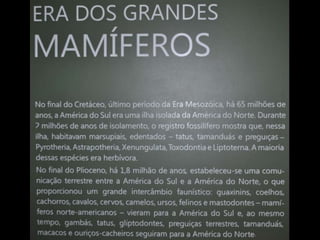 ERA DOS GRANDES
MAMÍFEROS
No final do Cretáceo, último período da Era Mesozóica, há 65 milhões de
anos, a América do Sul era uma ilha isolada da América do Norte. Durante
2 milhões de anos de isolamento, o registro fossilífero mostra que, nessa
ilha, habitavam marsupiais, edentados – tatus, tamanduás e preguiças –
Pyrotheria, Astrapotheria, Xenungulata, Toxodontia e Liptoterna. A maioria
dessas espécies era herbívora.
No final do Plioceno, há 1,8 milhão de anos, estabeleceu-se uma comu-
nicação terrestre entre a América do Sul e a América do Norte, o que
proporcionou um grande intercâmbio faunístico: guaxinins, coelhos,
cachorros, cavalos, cervos, camelos, ursos, felinos e mastodontes – mamí-
feros norte-americanos – vieram para a América do Sul e, ao mesmo
tempo, gambás, tatus, gliptodontes, preguiças terrestres, tamanduás,
macacos e ouriços-cacheiros seguiram para a América do Norte.